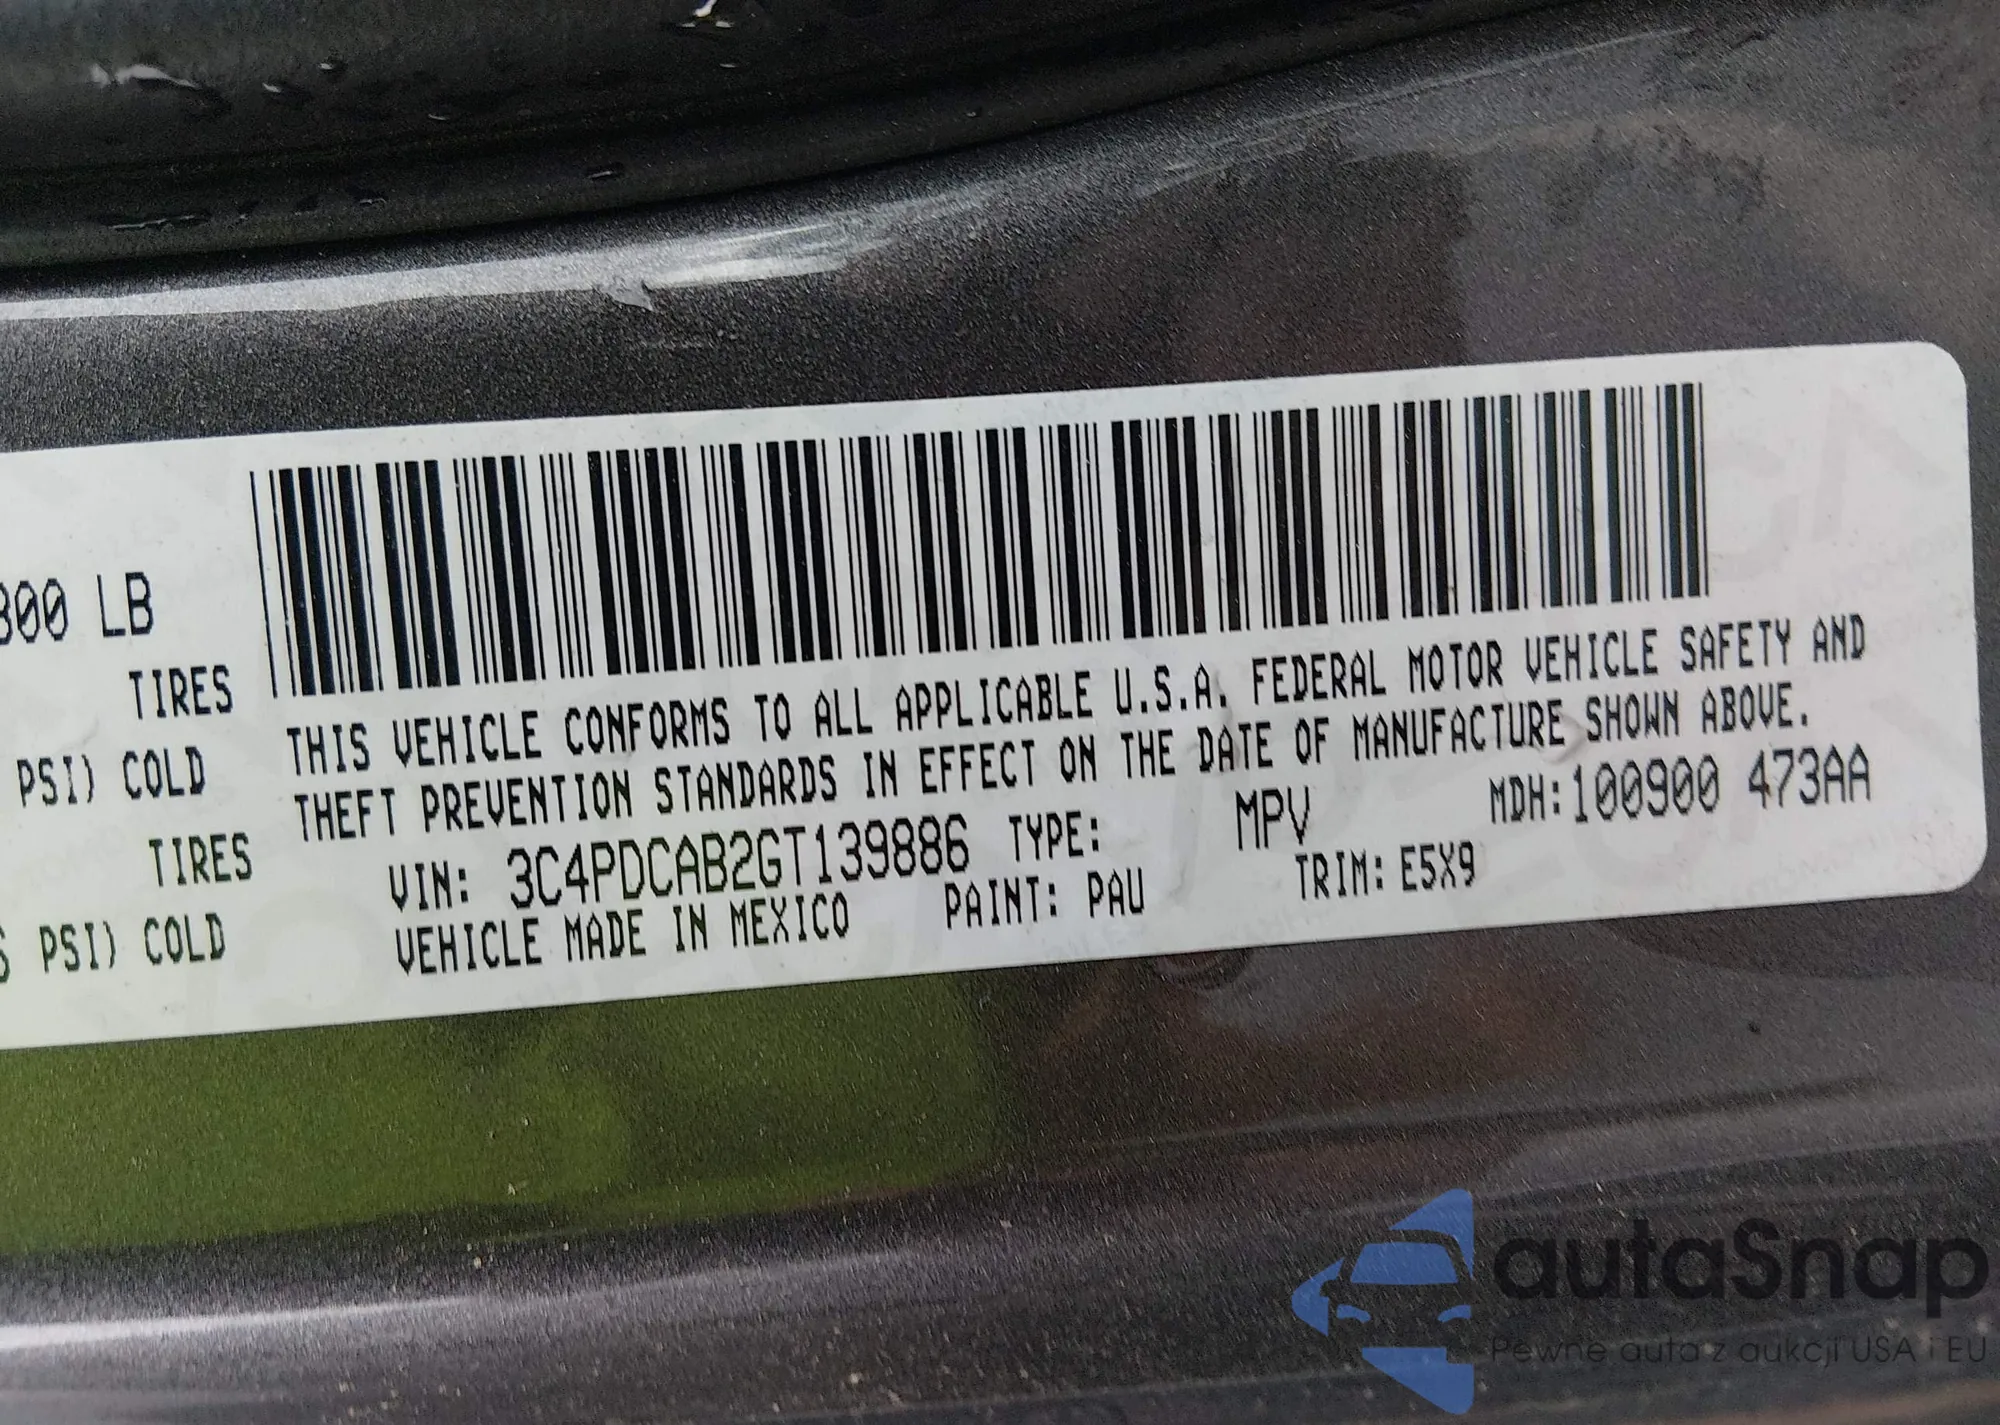 300 LB
TIRES
PSI) COLD
TIRES
PSI) COLD
THIS VEHICLE CONFORMS TO ALL APPLICABLE U.S.A. FEDERAL MOTOR VEHICLE SAFETY AND
THEFT PREVENTION STANDARDS IN EFFECT ON THE DATE OF MANUFACTURE SHOWN ABOVE.
VIN: 3C4PDCAB2GT139886 TYPE: MPV MDH:100900 473AA
VEHICLE MADE IN MEXICO PAINT: PAU TRIM: E5X9
autaSnap
Pewne auta z aukcji USA i EU